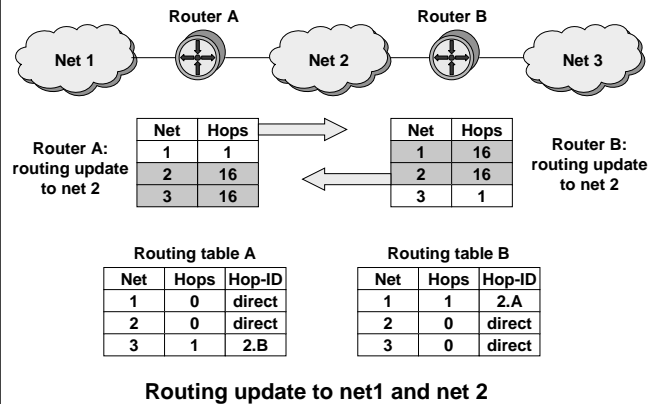 Router A
Router B
Net 1
Net 2
Net 3
Router A:
routing update
to net 2
Net Hops
1 1
2 16
3 16
Net Hops
1 16
2 16
3 1
Router B:
routing update
to net 2
Routing table A
Net Hops Hop-ID
1 0 direct
2 0 direct
3 1 2.B
Routing table B
Net Hops Hop-ID
1 1 2.A
2 0 direct
3 0 direct
Routing update to net1 and net 2